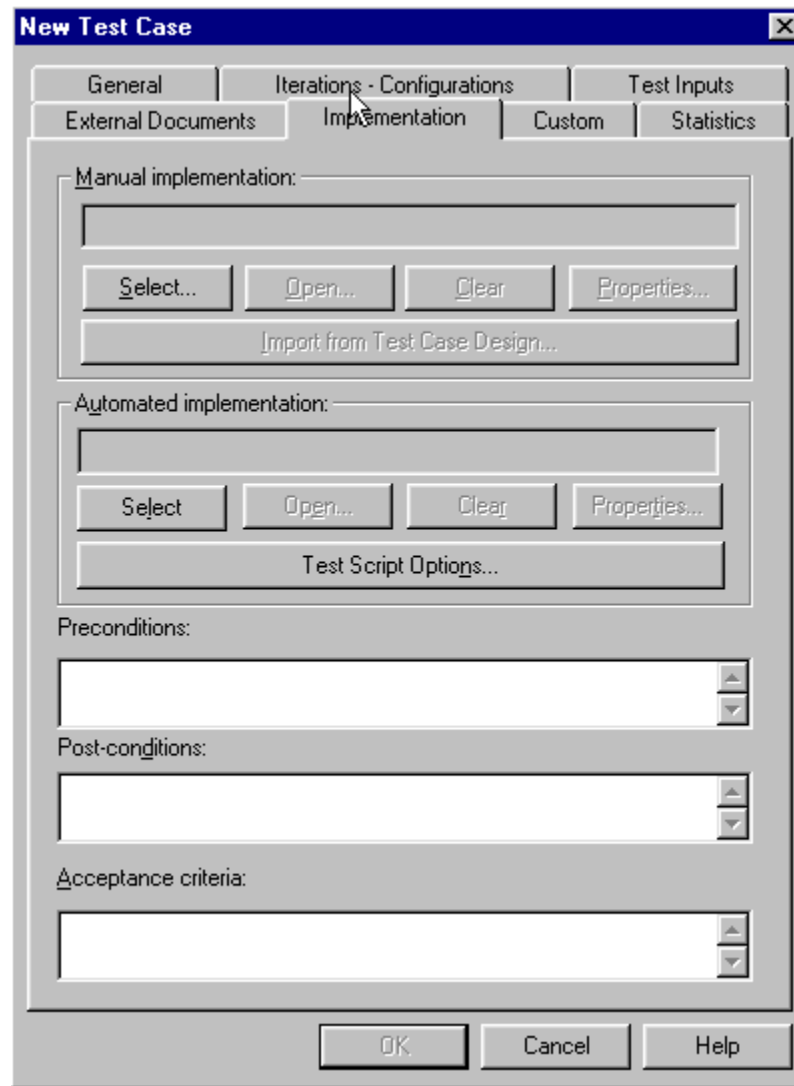 New Test Case
General Iterations - Configurations Test Inputs
External Documents Implementation Custom Statistics
Manual implementation:
Select... Open... Clear Properties...
Import from Test Case Design...
Automated implementation:
Select Open... Clear Properties...
Test Script Options...
Preconditions:
Post-conditions:
Acceptance criteria:
OK Cancel Help